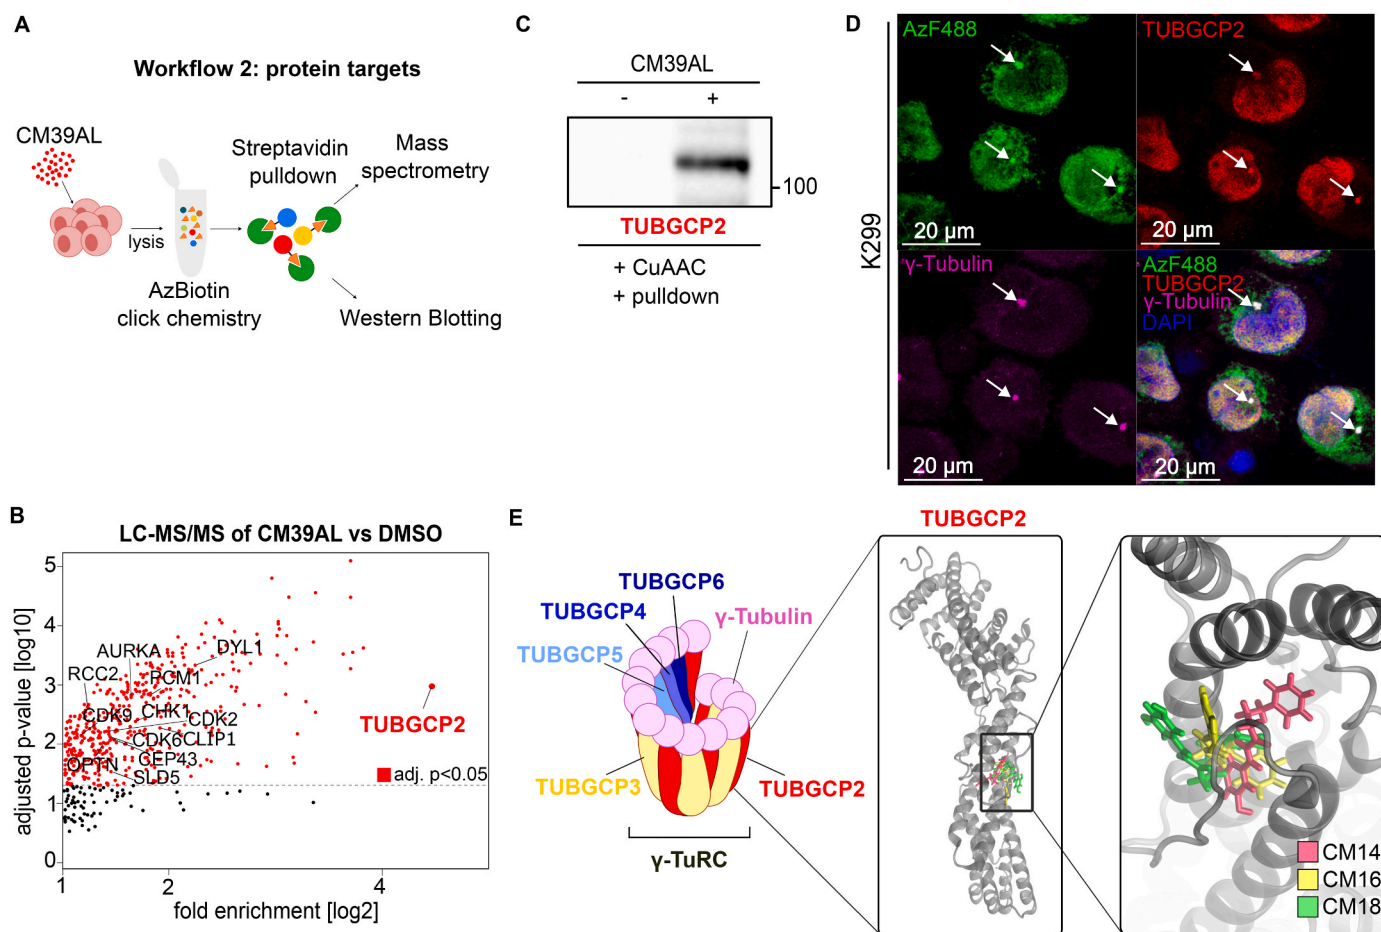 A
Workflow 2: protein targets
CM39AL
lysis
AzBiotin
click chemistry
Streptavidin
pulldown
Mass
spectrometry
Western Blotting
B
LC-MS/MS of CM39AL vs DMSO
adjusted p-value [log10]
5
4
3
2
1
0
1
2
4
fold enrichment [log2]
AURKA
DYL1
RCC2
PCM1
CDK9
CHK1
CDK2
CDK6
CLIP1
CEP43
OPTN
SLD5
TUBGCP2
adj. p<0.05
C
CM39AL
- +
100
TUBGCP2
+ CuAAC
+ pulldown
D
K299
AzF488
20 µm
TUBGCP2
20 µm
γ-Tubulin
20 µm
AzF488
TUBGCP2
γ-Tubulin
DAPI
20 µm
E
TUBGCP6
TUBGCP4
γ-Tubulin
TUBGCP5
TUBGCP3
TUBGCP2
γ-TuRC
TUBGCP2
CM14
CM16
CM18